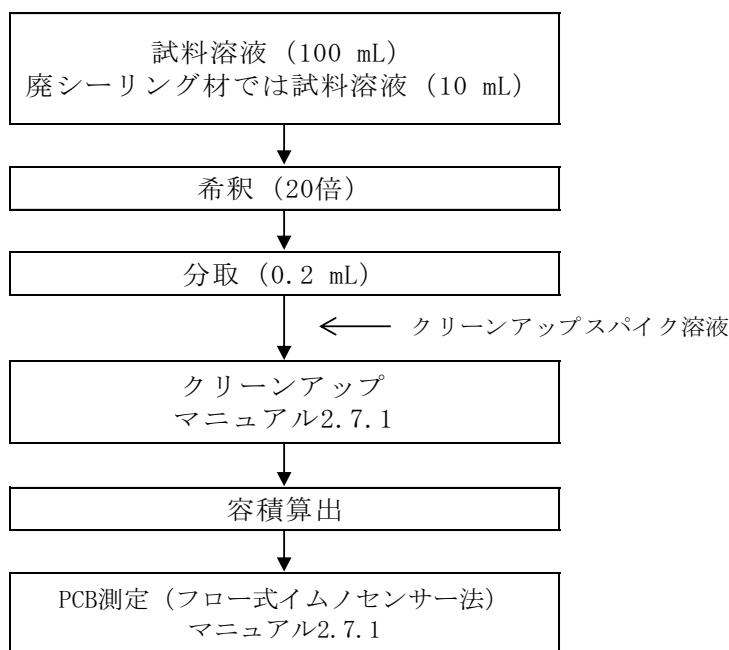 試料溶液（100 mL）
廃シーリング材では試料溶液（10 mL）
希釈（20倍）
分取（0.2 mL）
クリーンアップスパイク溶液
クリーンアップ
マニュアル2.7.1
容積算出
PCB測定（フロー式イムノセンサー法）
マニュアル2.7.1